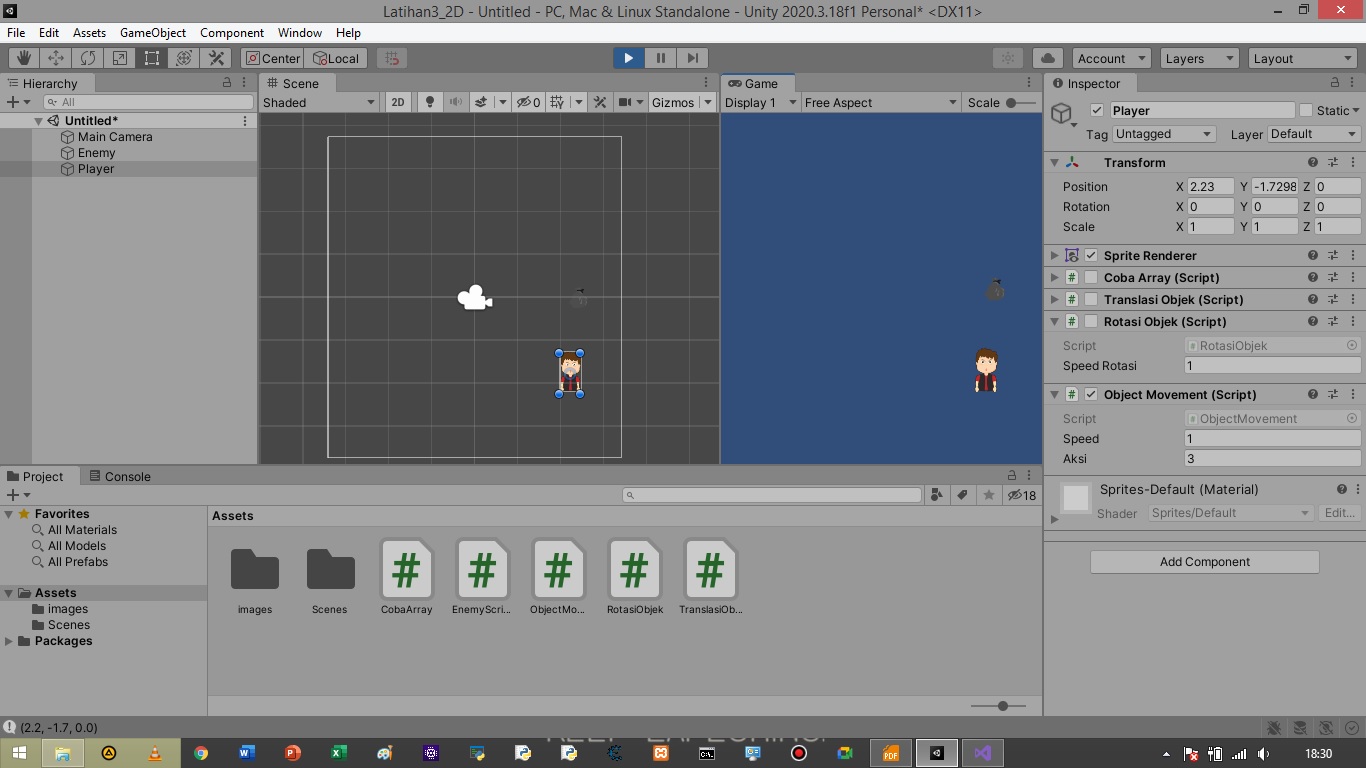 Latihan3_2D - Untitled - PC, Mac & Linux Standalone - Unity 2020.3.18f1 Personal* <DX11>
File Edit Assets GameObject Component Window Help
Center Local Account Layers Layout
Hierarchy
All
Untitled*
Main Camera
Enemy
Player
Scene
Shaded 2D 0 Gizmos
Game
Display 1 Free Aspect Scale
Inspector
Player Static
Tag Untagged Layer Default
Transform
Position X 2.23 Y -1.7298 Z 0
Rotation X 0 Y 0 Z 0
Scale X 1 Y 1 Z 1
Sprite Renderer
# Coba Array (Script)
# Translasi Objek (Script)
# Rotasi Objek (Script)
Script # RotasiObjek
Speed Rotasi 1
# Object Movement (Script)
Script # ObjectMovement
Speed 1
Aksi 3
Sprites-Default (Material)
Shader Sprites/Default Edit...
Add Component
Project Console
18
Favorites
All Materials
All Models
All Prefabs
Assets
images
Scenes
Packages
Assets
# # # # #
images Scenes CobaArray EnemyScri... ObjectMo... RotasiObjek TranslasiOb...
(2.2, -1.7, 0.0)
18:30